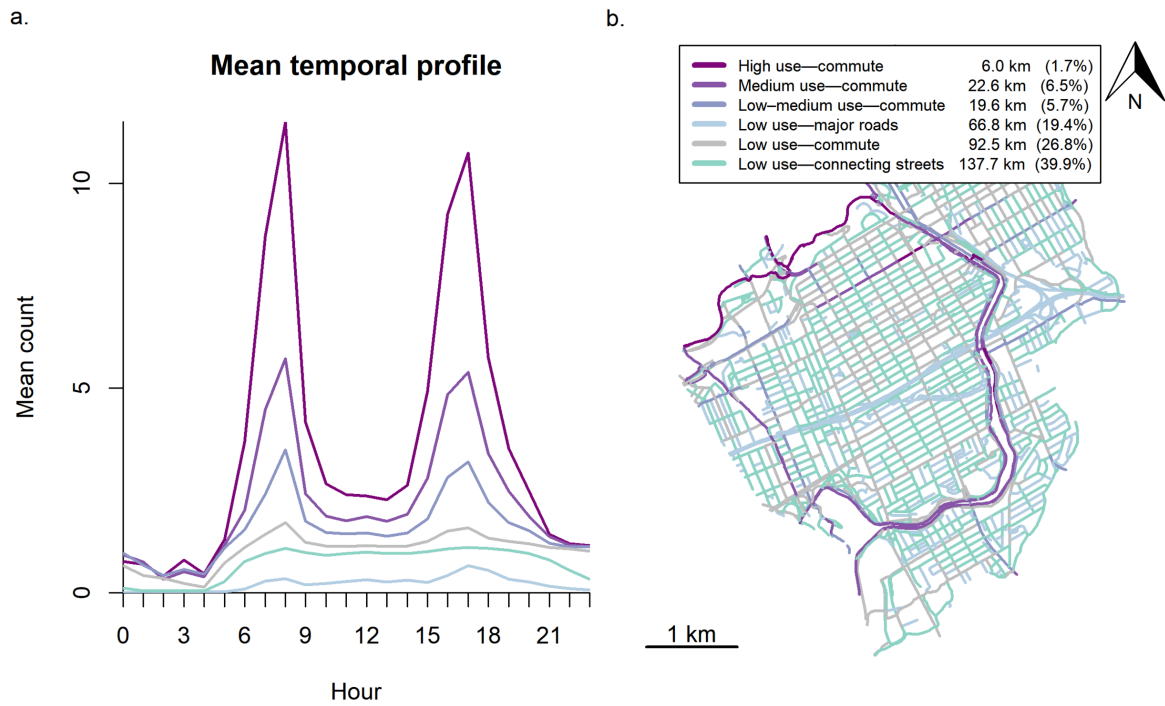 a.
Mean temporal profile
Mean count
10
5
0
0 3 6 9 12 15 18 21
Hour
b.
High use—commute 6.0 km (1.7%)
Medium use—commute 22.6 km (6.5%)
Low–medium use—commute 19.6 km (5.7%)
Low use—major roads 66.8 km (19.4%)
Low use—commute 92.5 km (26.8%)
Low use—connecting streets 137.7 km (39.9%)
N
1 km